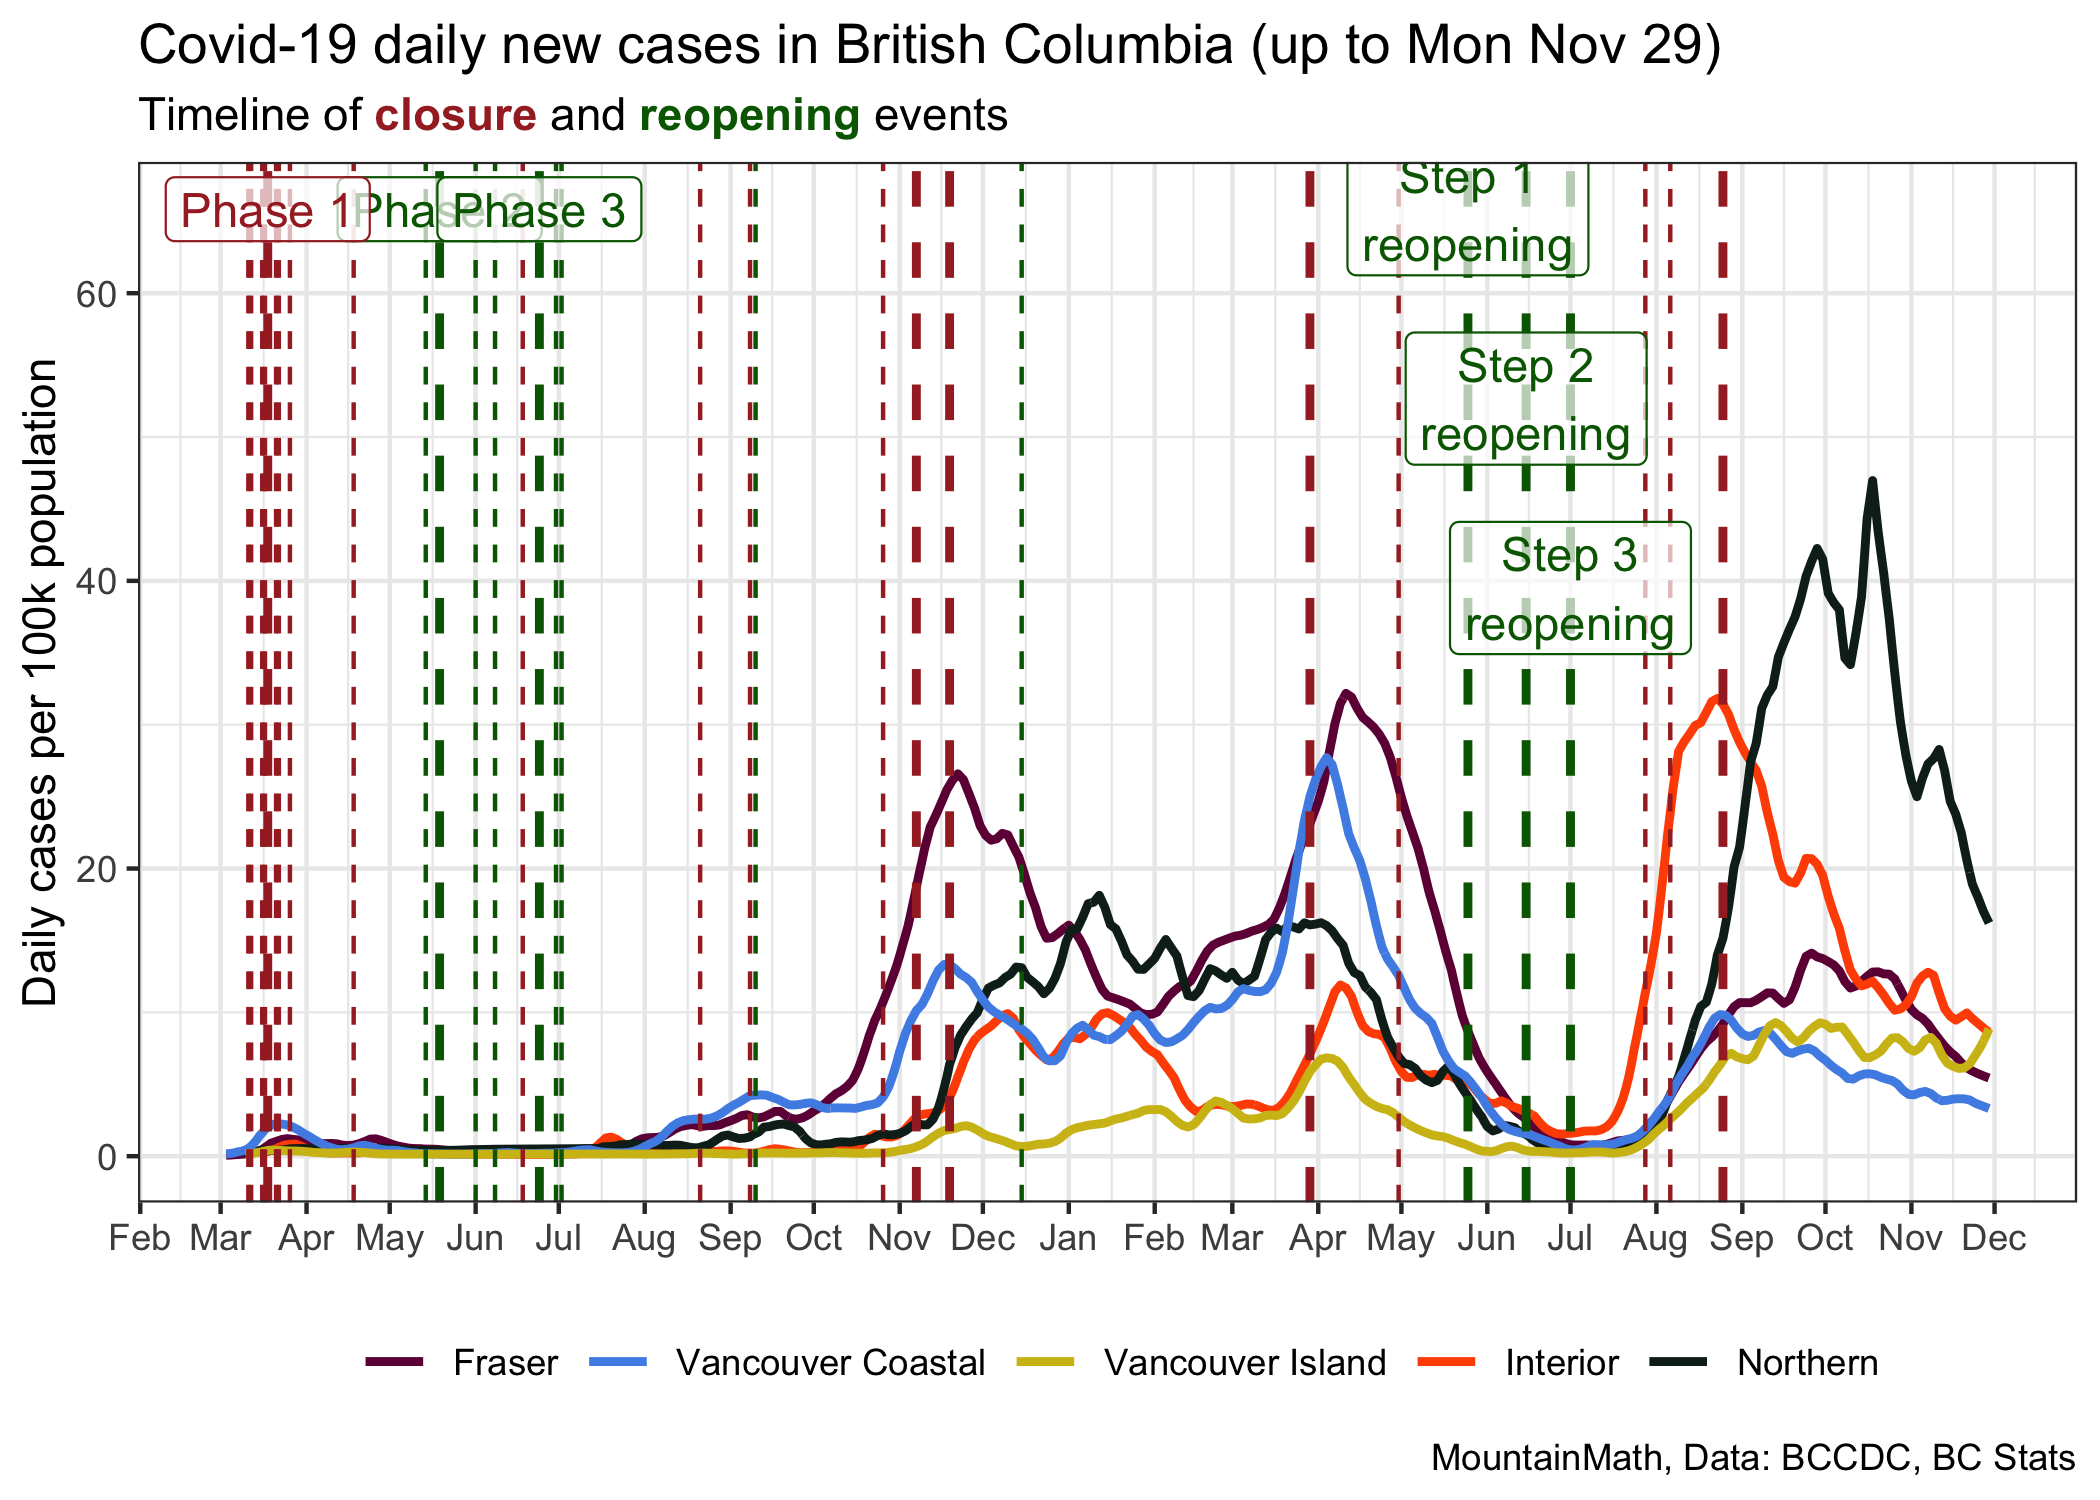 Covid-19 daily new cases in British Columbia (up to Mon Nov 29)
Timeline of closure and reopening events
Daily cases per 100k population
60
40
20
0
Phase 1
Phase 2
Phase 3
Step 1
reopening
Step 2
reopening
Step 3
reopening
Feb Mar Apr May Jun Jul Aug Sep Oct Nov Dec Jan Feb Mar Apr May Jun Jul Aug Sep Oct Nov Dec
Fraser Vancouver Coastal Vancouver Island Interior Northern
MountainMath, Data: BCCDC, BC Stats